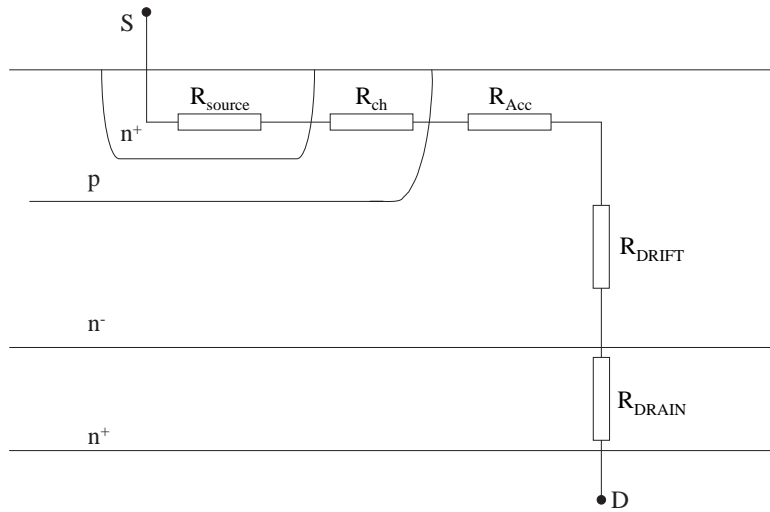 S
R_source
R_ch
R_Acc
n⁺
p
R_DRIFT
n⁻
R_DRAIN
n⁺
D